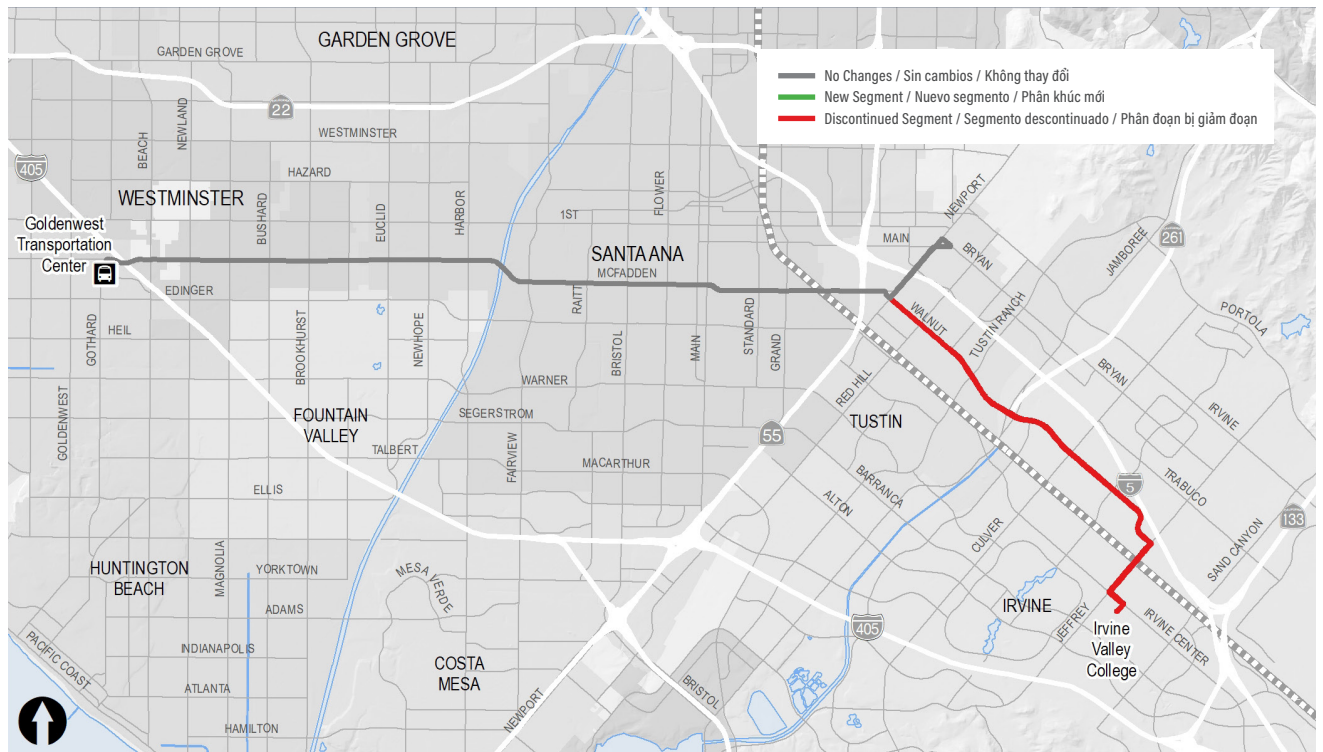 GARDEN GROVE
GARDEN GROVE
No Changes / Sin cambios / Không thay đổi
New Segment / Nuevo segmento / Phân khúc mới
Discontinued Segment / Segmento descontinuado / Phân đoạn bị giảm đoạn
22
BEACH
NEWLAND
WESTMINSTER
405
HAZARD
WESTMINSTER
BUSHARD
EUCLID
HARBOR
FLOWER
1ST
NEWPORT
Goldenwest
Transportation
Center
SANTA ANA
MCFADDEN
MAIN
BRYAN
JAMBOREE
261
EDINGER
RAITT
WALNUT
TUSTIN RANCH
PORTOLA
GOTHARD
HEIL
BROOKHURST
NEWHOPE
BRISTOL
MAIN
STANDARD
GRAND
WARNER
RED HILL
BRYAN
IRVINE
GOLDENWEST
FOUNTAIN
VALLEY
SEGERSTROM
TUSTIN
55
TALBERT
FAIRVIEW
MACARTHUR
BARRANCA
TRABUCO
5
ELLIS
ALTON
CULVER
SAND CANYON
133
HUNTINGTON
BEACH
MAGNOLIA
YORKTOWN
MESA VERDE
ADAMS
IRVINE
JEFFREY
IRVINE CENTER
405
Irvine
Valley
College
PACIFIC COAST
INDIANAPOLIS
COSTA
MESA
ATLANTA
NEWPORT
BRISTOL
HAMILTON